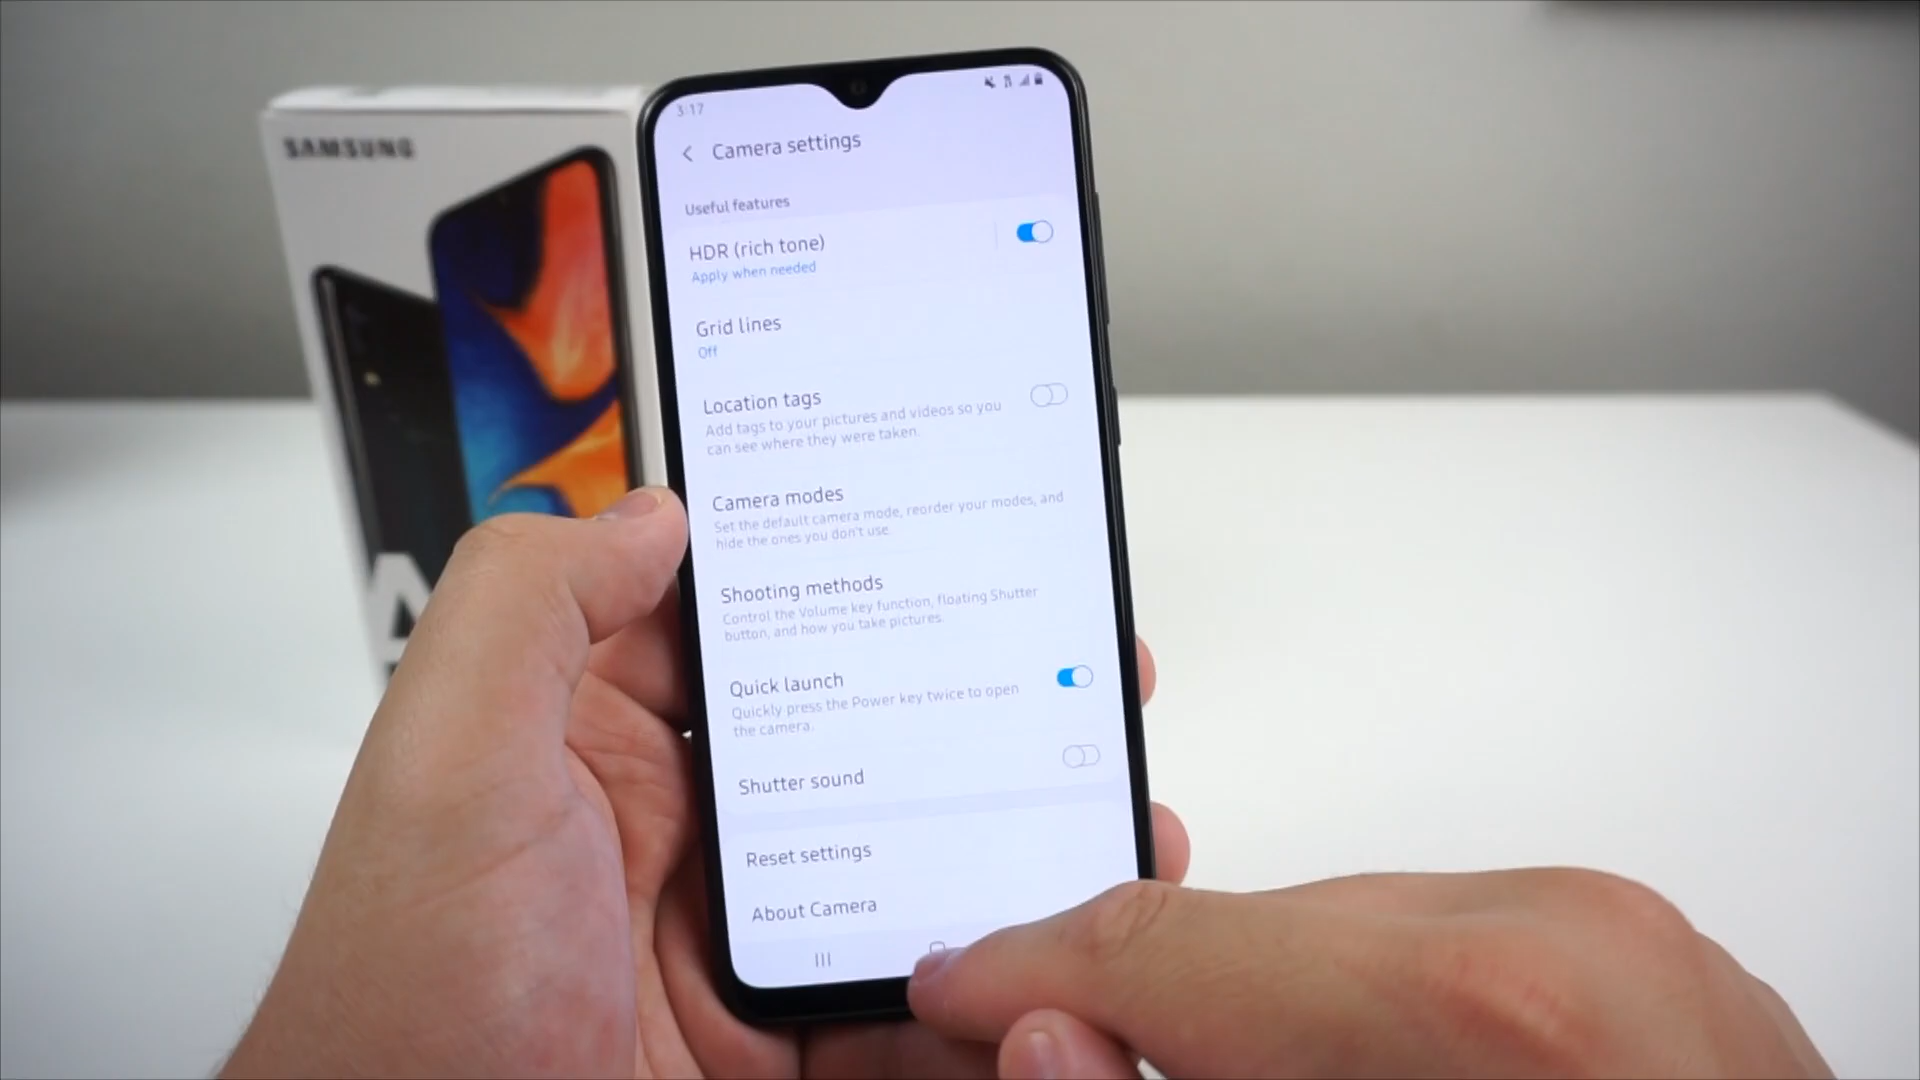 SAMSUNG
A
3:17
Camera settings
Useful features
HDR (rich tone)
Apply when needed
Grid lines
Off
Location tags
Add tags to your pictures and videos so you
can see where they were taken.
Camera modes
Set the default camera mode, reorder your modes, and
hide the ones you don't use.
Shooting methods
Control the Volume key function, floating Shutter
button, and how you take pictures.
Quick launch
Quickly press the Power key twice to open
the camera.
Shutter sound
Reset settings
About Camera